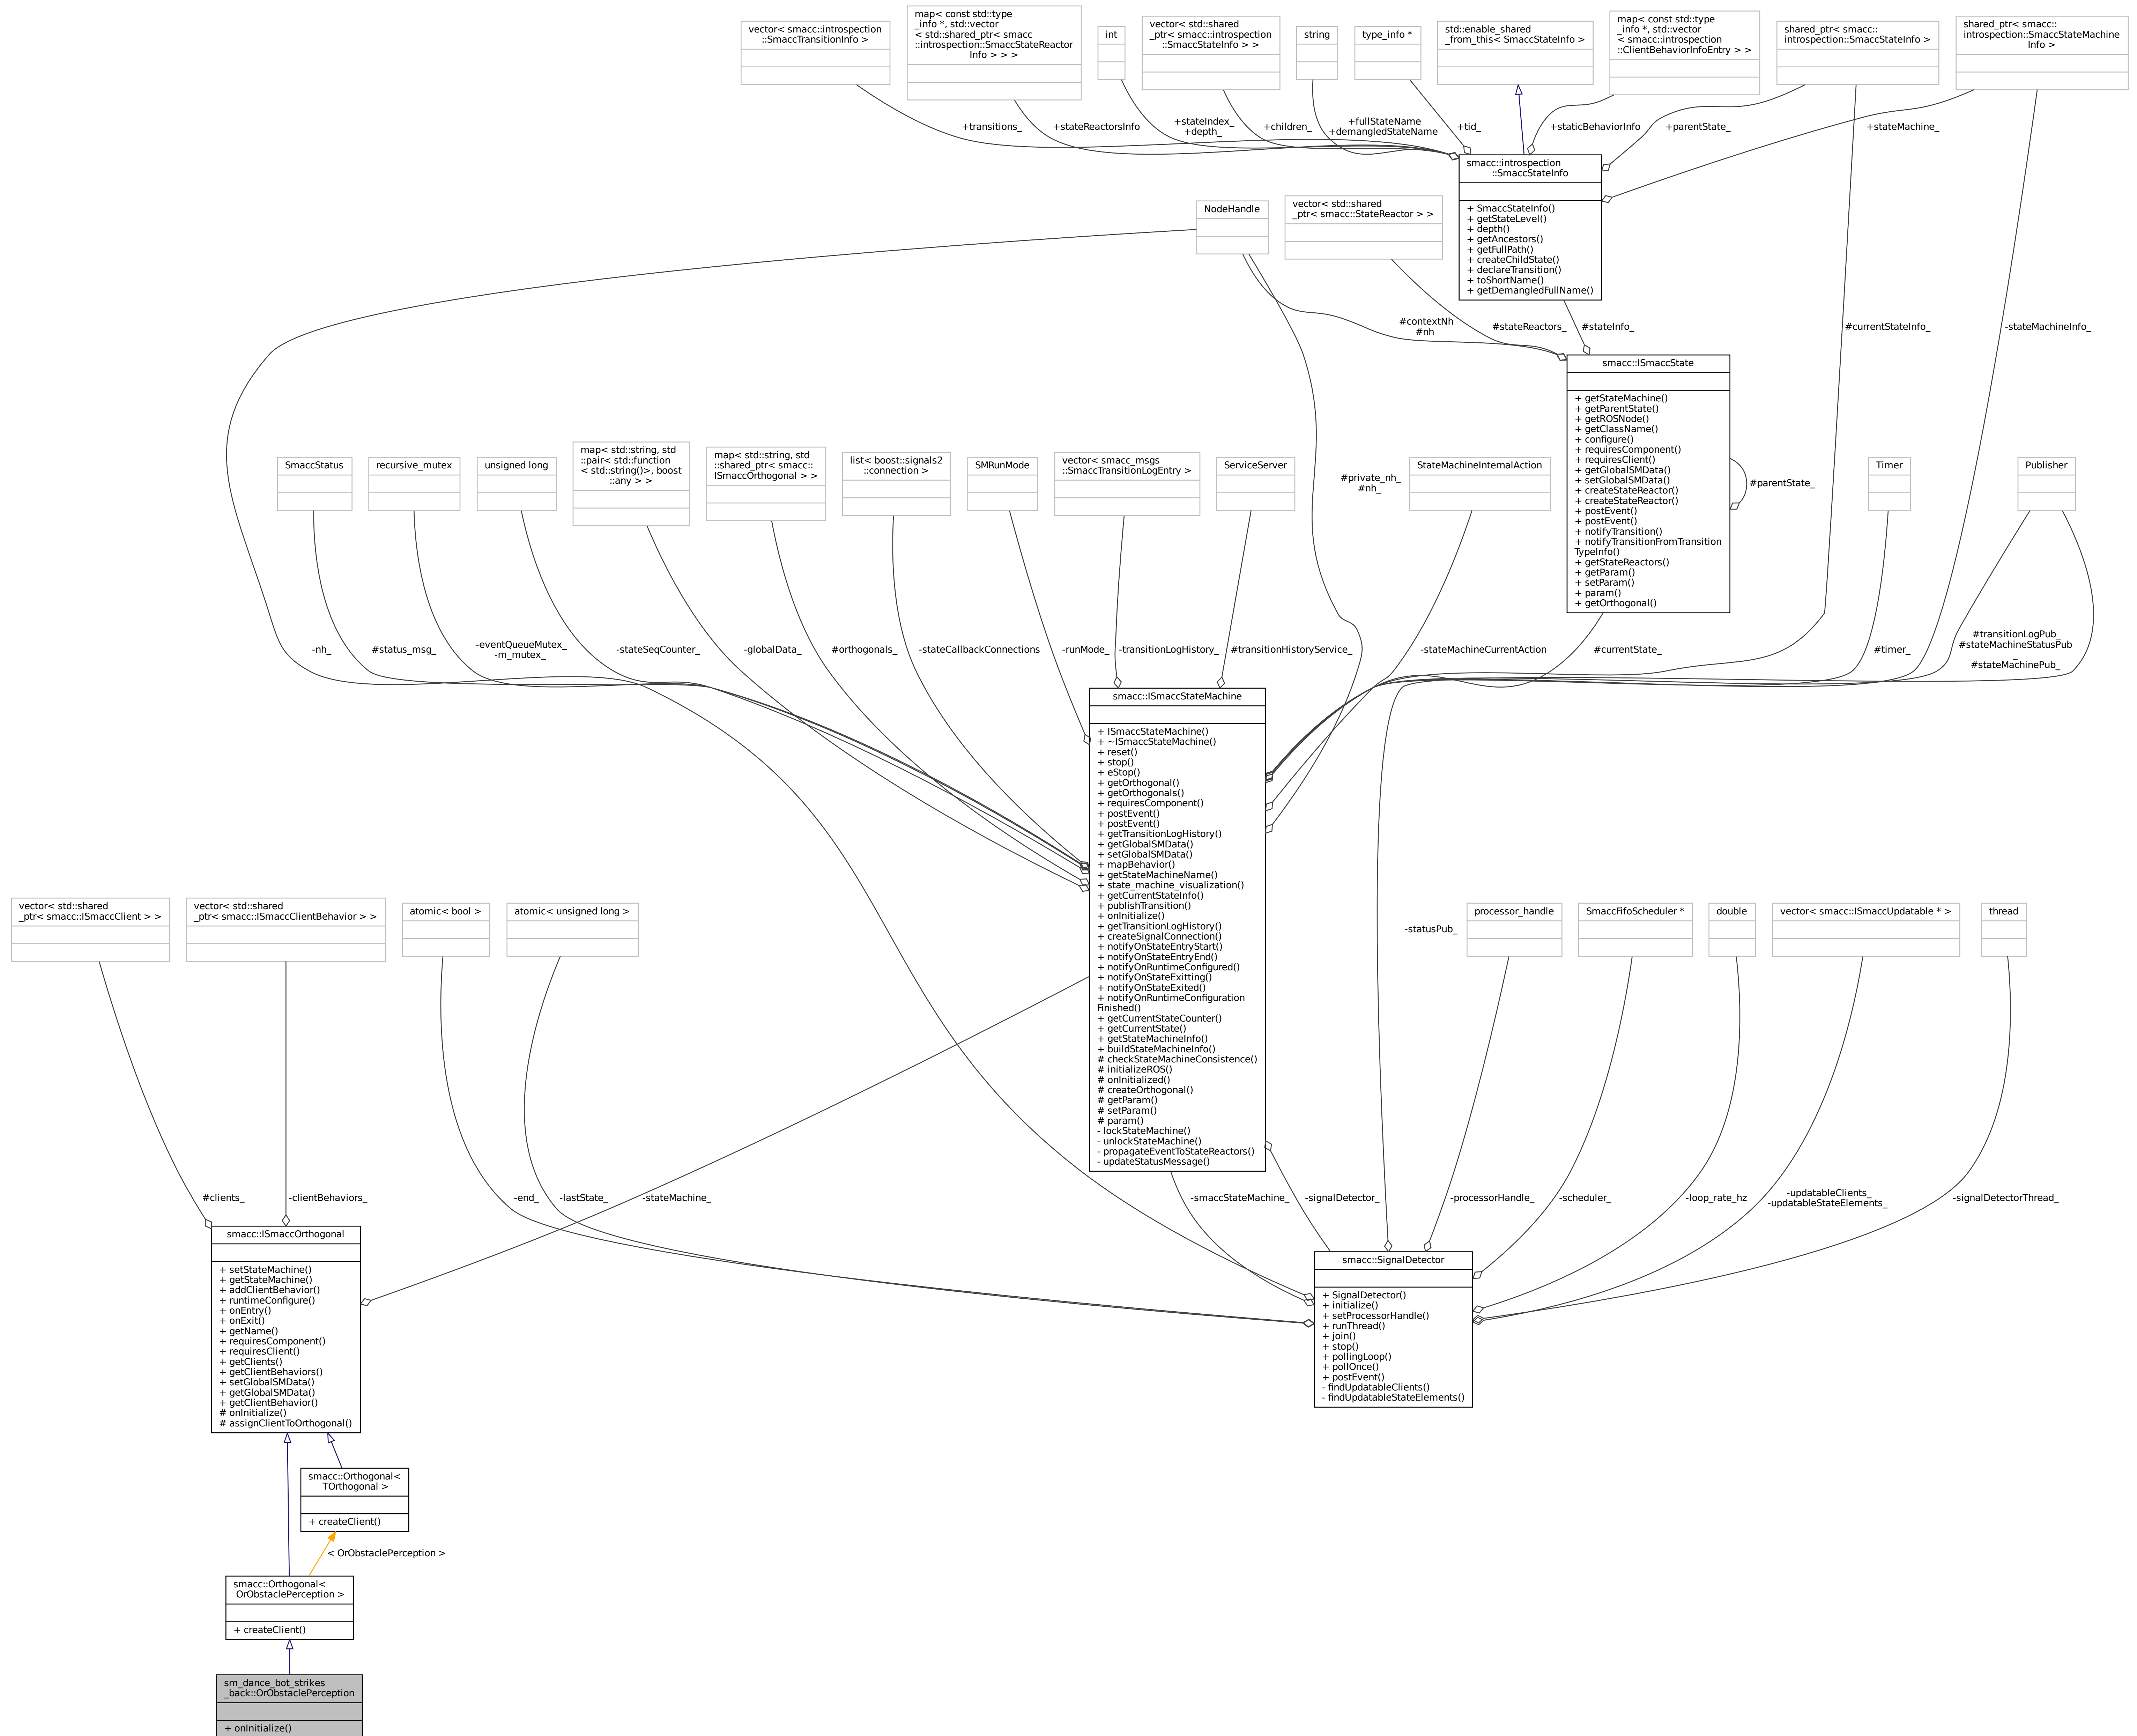 vector< smacc::introspection
::SmaccTransitionInfo >
map< const std::type
_info *, std::vector
< std::shared_ptr< smacc
::introspection::SmaccStateReactor
Info > > >
int
vector< std::shared
_ptr< smacc::introspection
::SmaccStateInfo > >
string
type_info *
std::enable_shared
_from_this< SmaccStateInfo >
map< const std::type
_info *, std::vector
< smacc::introspection
::ClientBehaviorInfoEntry > >
shared_ptr< smacc::
introspection::SmaccStateInfo >
shared_ptr< smacc::
introspection::SmaccStateMachine
Info >
+transitions_
+stateReactorsInfo
+stateIndex_
+depth_
+children_
+fullStateName
+demangledStateName
+tid_
+staticBehaviorInfo
+parentState_
+stateMachine_
smacc::introspection
::SmaccStateInfo
+ SmaccStateInfo()
+ getStateLevel()
+ depth()
+ getAncestors()
+ getFullPath()
+ createChildState()
+ declareTransition()
+ toShortName()
+ getDemangledFullName()
NodeHandle
vector< std::shared
_ptr< smacc::StateReactor > >
#contextNh
#nh
#stateReactors_
#stateInfo_
#currentStateInfo_
-stateMachineInfo_
smacc::ISmaccState
+ getStateMachine()
+ getParentState()
+ getROSNode()
+ getClassName()
+ configure()
+ requiresComponent()
+ requiresClient()
+ getGlobalSMData()
+ setGlobalSMData()
+ createStateReactor()
+ createStateReactor()
+ postEvent()
+ postEvent()
+ notifyTransition()
+ notifyTransitionFromTransition
TypeInfo()
+ getStateReactors()
+ getParam()
+ setParam()
+ param()
+ getOrthogonal()
#parentState_
SmaccStatus
recursive_mutex
unsigned long
map< std::string, std
::pair< std::function
< std::string()>, boost
::any > >
map< std::string, std
::shared_ptr< smacc::
ISmaccOrthogonal > >
list< boost::signals2
::connection >
SMRunMode
vector< smacc_msgs
::SmaccTransitionLogEntry >
ServiceServer
#private_nh_
#nh_
StateMachineInternalAction
Timer
Publisher
-nh_
#status_msg_
-eventQueueMutex_
-m_mutex_
-stateSeqCounter_
-globalData_
#orthogonals_
-stateCallbackConnections
-runMode_
-transitionLogHistory_
#transitionHistoryService_
-stateMachineCurrentAction
#currentState_
#timer_
#transitionLogPub_
#stateMachineStatusPub
_
#stateMachinePub_
smacc::ISmaccStateMachine
+ ISmaccStateMachine()
+ ~ISmaccStateMachine()
+ reset()
+ stop()
+ eStop()
+ getOrthogonal()
+ getOrthogonals()
+ requiresComponent()
+ postEvent()
+ postEvent()
+ getTransitionLogHistory()
+ getGlobalSMData()
+ setGlobalSMData()
+ mapBehavior()
+ getStateMachineName()
+ state_machine_visualization()
+ getCurrentStateInfo()
+ publishTransition()
+ onInitialize()
+ getTransitionLogHistory()
+ createSignalConnection()
+ notifyOnStateEntryStart()
+ notifyOnStateEntryEnd()
+ notifyOnRuntimeConfigured()
+ notifyOnStateExitting()
+ notifyOnStateExited()
+ notifyOnRuntimeConfiguration
Finished()
+ getCurrentStateCounter()
+ getCurrentState()
+ getStateMachineInfo()
+ buildStateMachineInfo()
# checkStateMachineConsistence()
# initializeROS()
# onInitialized()
# createOrthogonal()
# getParam()
# setParam()
# param()
- lockStateMachine()
- unlockStateMachine()
- propagateEventToStateReactors()
- updateStatusMessage()
vector< std::shared
_ptr< smacc::ISmaccClient > >
vector< std::shared
_ptr< smacc::ISmaccClientBehavior > >
atomic< bool >
atomic< unsigned long >
-statusPub_
processor_handle
SmaccFifoScheduler *
double
vector< smacc::ISmaccUpdatable * >
thread
#clients_
-clientBehaviors_
-end_
-lastState_
-stateMachine_
-smaccStateMachine_
-signalDetector_
-processorHandle_
-scheduler_
-loop_rate_hz
-updatableClients_
-updatableStateElements_
-signalDetectorThread_
smacc::ISmaccOrthogonal
+ setStateMachine()
+ getStateMachine()
+ addClientBehavior()
+ runtimeConfigure()
+ onEntry()
+ onExit()
+ getName()
+ requiresComponent()
+ requiresClient()
+ getClients()
+ getClientBehaviors()
+ setGlobalSMData()
+ getGlobalSMData()
+ getClientBehavior()
# onInitialize()
# assignClientToOrthogonal()
smacc::SignalDetector
+ SignalDetector()
+ initialize()
+ setProcessorHandle()
+ runThread()
+ join()
+ stop()
+ pollingLoop()
+ pollOnce()
+ postEvent()
- findUpdatableClients()
- findUpdatableStateElements()
smacc::Orthogonal<
TOrthogonal >
+ createClient()
< OrObstaclePerception >
smacc::Orthogonal<
OrObstaclePerception >
+ createClient()
sm_dance_bot_strikes
_back::OrObstaclePerception
+ onInitialize()